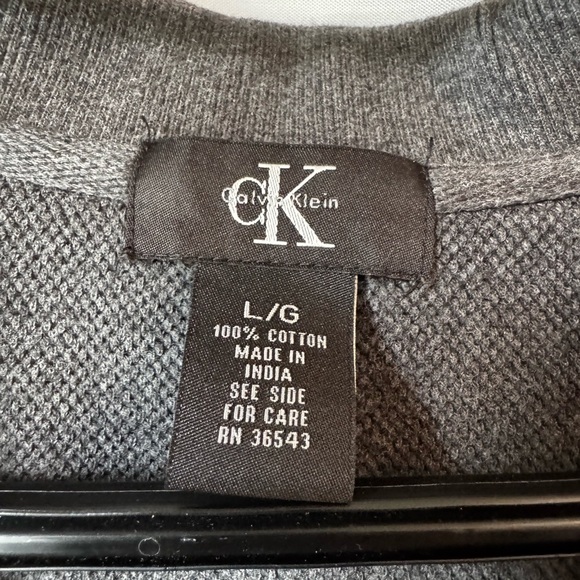 cK
Calvin Klein
L/G
100% COTTON
MADE IN
INDIA
SEE SIDE
FOR CARE
RN 36543